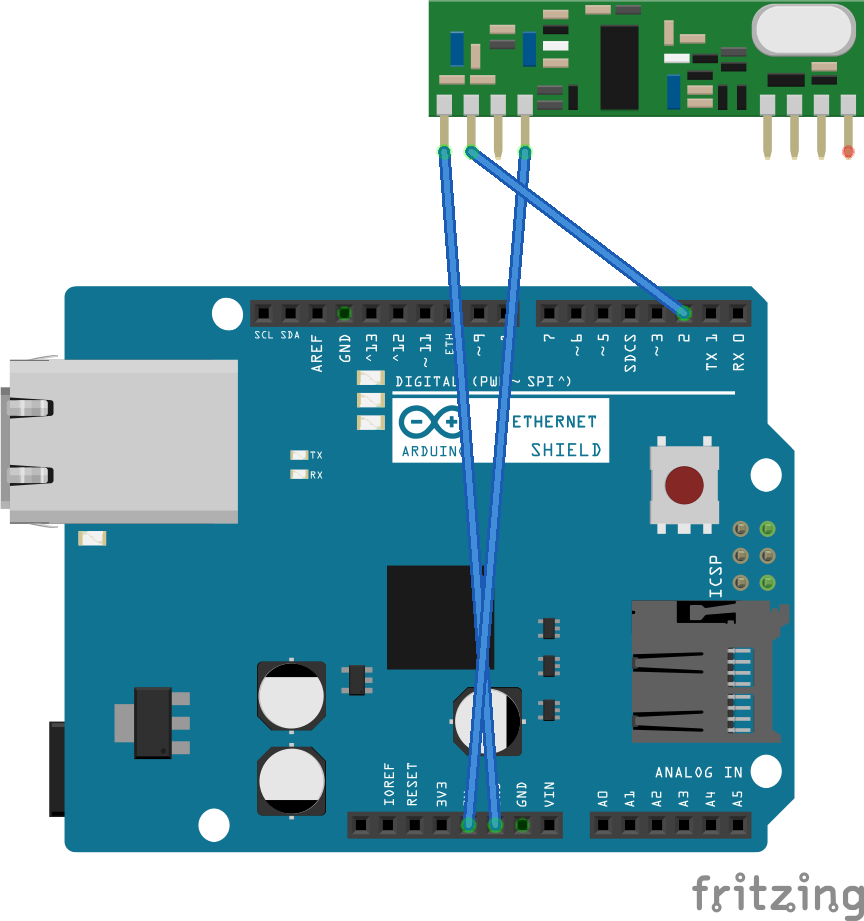 SCL SDA AREF GND ^13 ^12 ~11 ETH ~9 7 ~6 ~5 SDCS ~3 2 TX 1 RX 0
DIGITAL (PWM~ SPI^)
ARDUINO
ETHERNET
SHIELD
TX
RX
ICSP
ANALOG IN
IOREF RESET 3V3 GND VIN A0 A1 A2 A3 A4 A5
fritzing